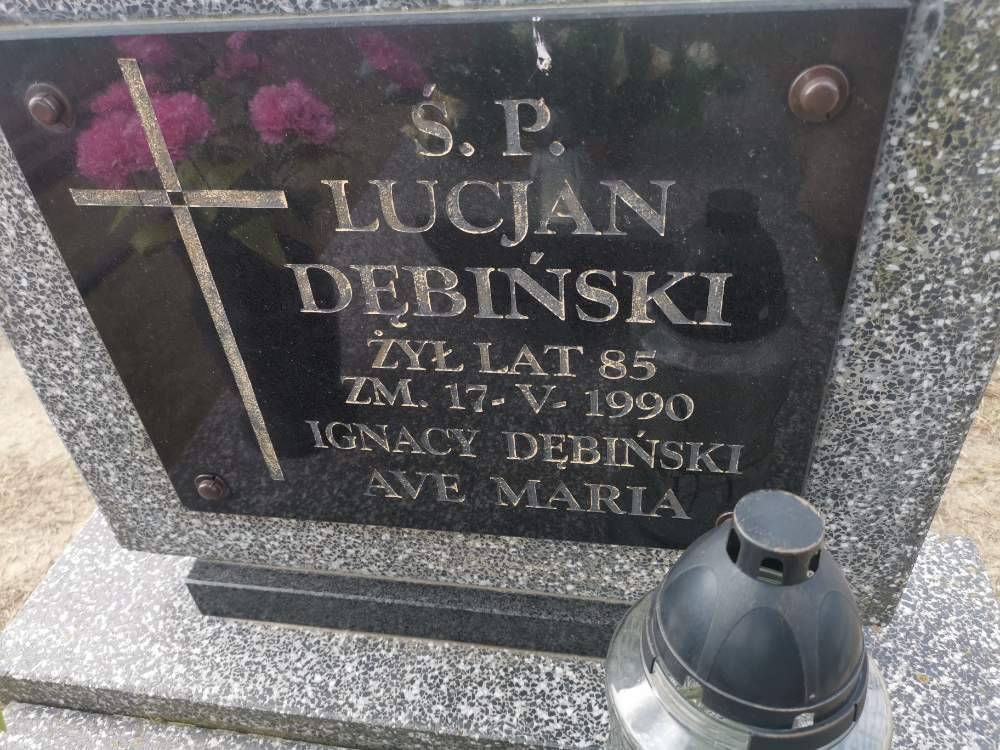 Ś. P.
LUCJAN
DĘBIŃSKI
ŻYŁ LAT 85
ZM. 17-V-1990
IGNACY DĘBIŃSKI
AVE MARIA